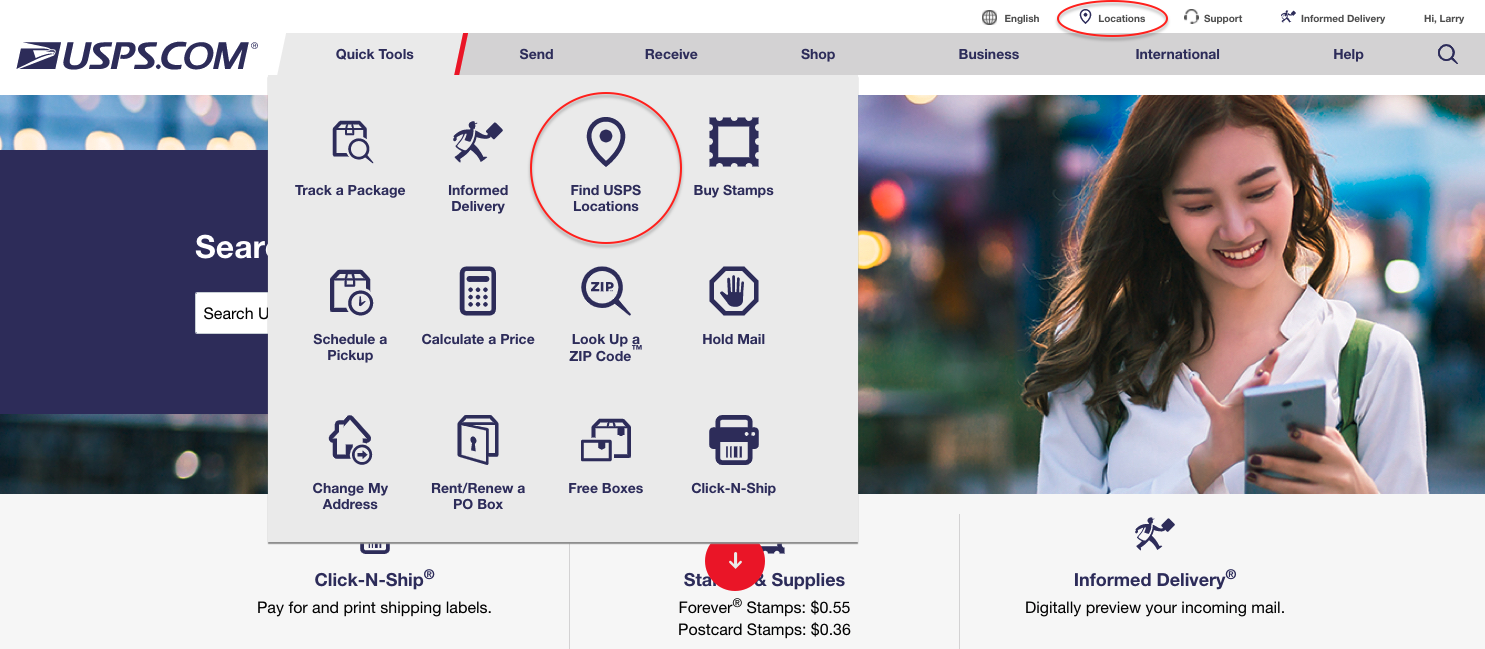 English
Locations
Support
Informed Delivery
Hi, Larry
USPS.COM®
Quick Tools
Send
Receive
Shop
Business
International
Help
Track a Package
Informed
Delivery
Find USPS
Locations
Buy Stamps
Sear
Search U
Schedule a
Pickup
Calculate a Price
ZIP
Look Up a
ZIP Code™
Hold Mail
Change My
Address
Rent/Renew a
PO Box
Free Boxes
Click-N-Ship
Click-N-Ship®
Pay for and print shipping labels.
& Supplies
Forever® Stamps: $0.55
Postcard Stamps: $0.36
Informed Delivery®
Digitally preview your incoming mail.